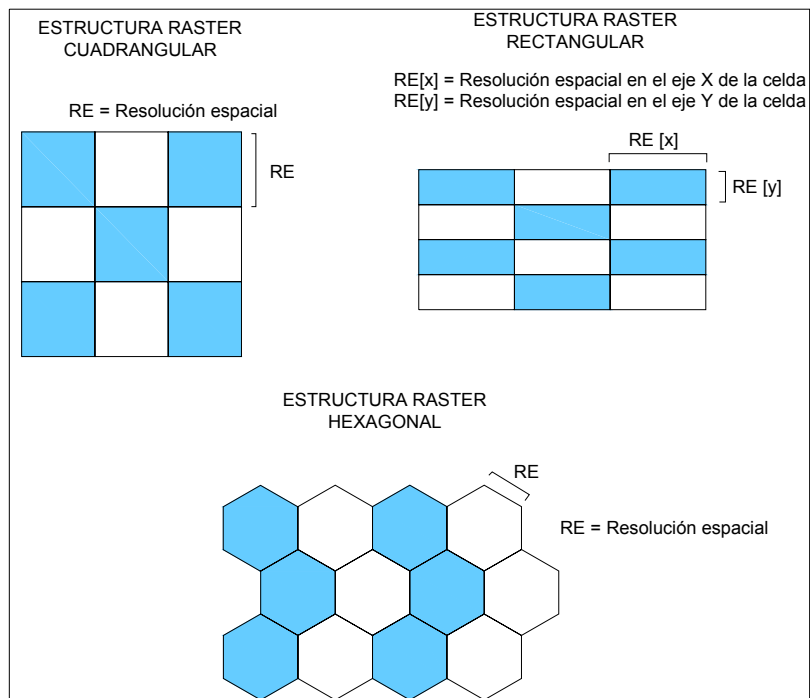 ESTRUCTURA RASTER
CUADRANGULAR
RE = Resolución espacial
RE
ESTRUCTURA RASTER
RECTANGULAR
RE[x] = Resolución espacial en el eje X de la celda
RE[y] = Resolución espacial en el eje Y de la celda
RE [x]
RE [y]
ESTRUCTURA RASTER
HEXAGONAL
RE
RE = Resolución espacial